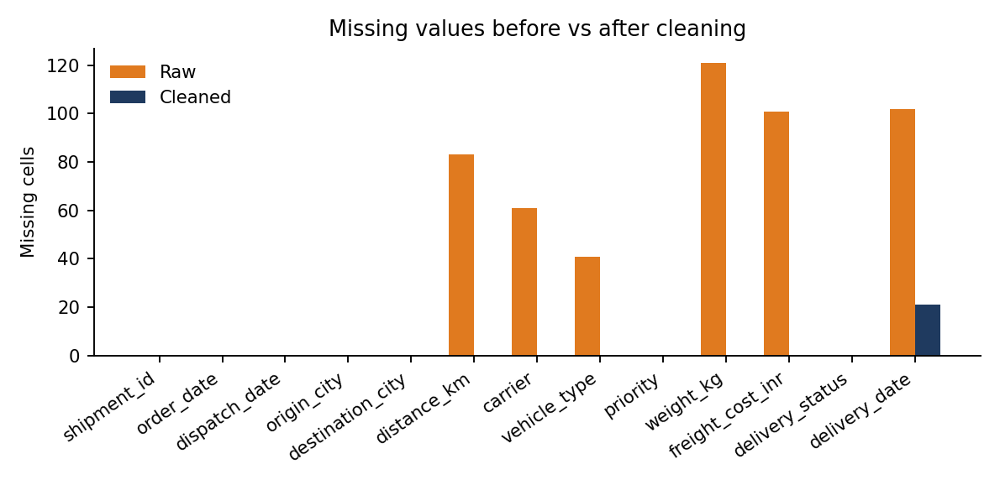 Missing values before vs after cleaning
Raw
Cleaned
Missing cells
120
100
80
60
40
20
0
shipment_id
order_date
dispatch_date
origin_city
destination_city
distance_km
carrier
vehicle_type
priority
weight_kg
freight_cost_inr
delivery_status
delivery_date